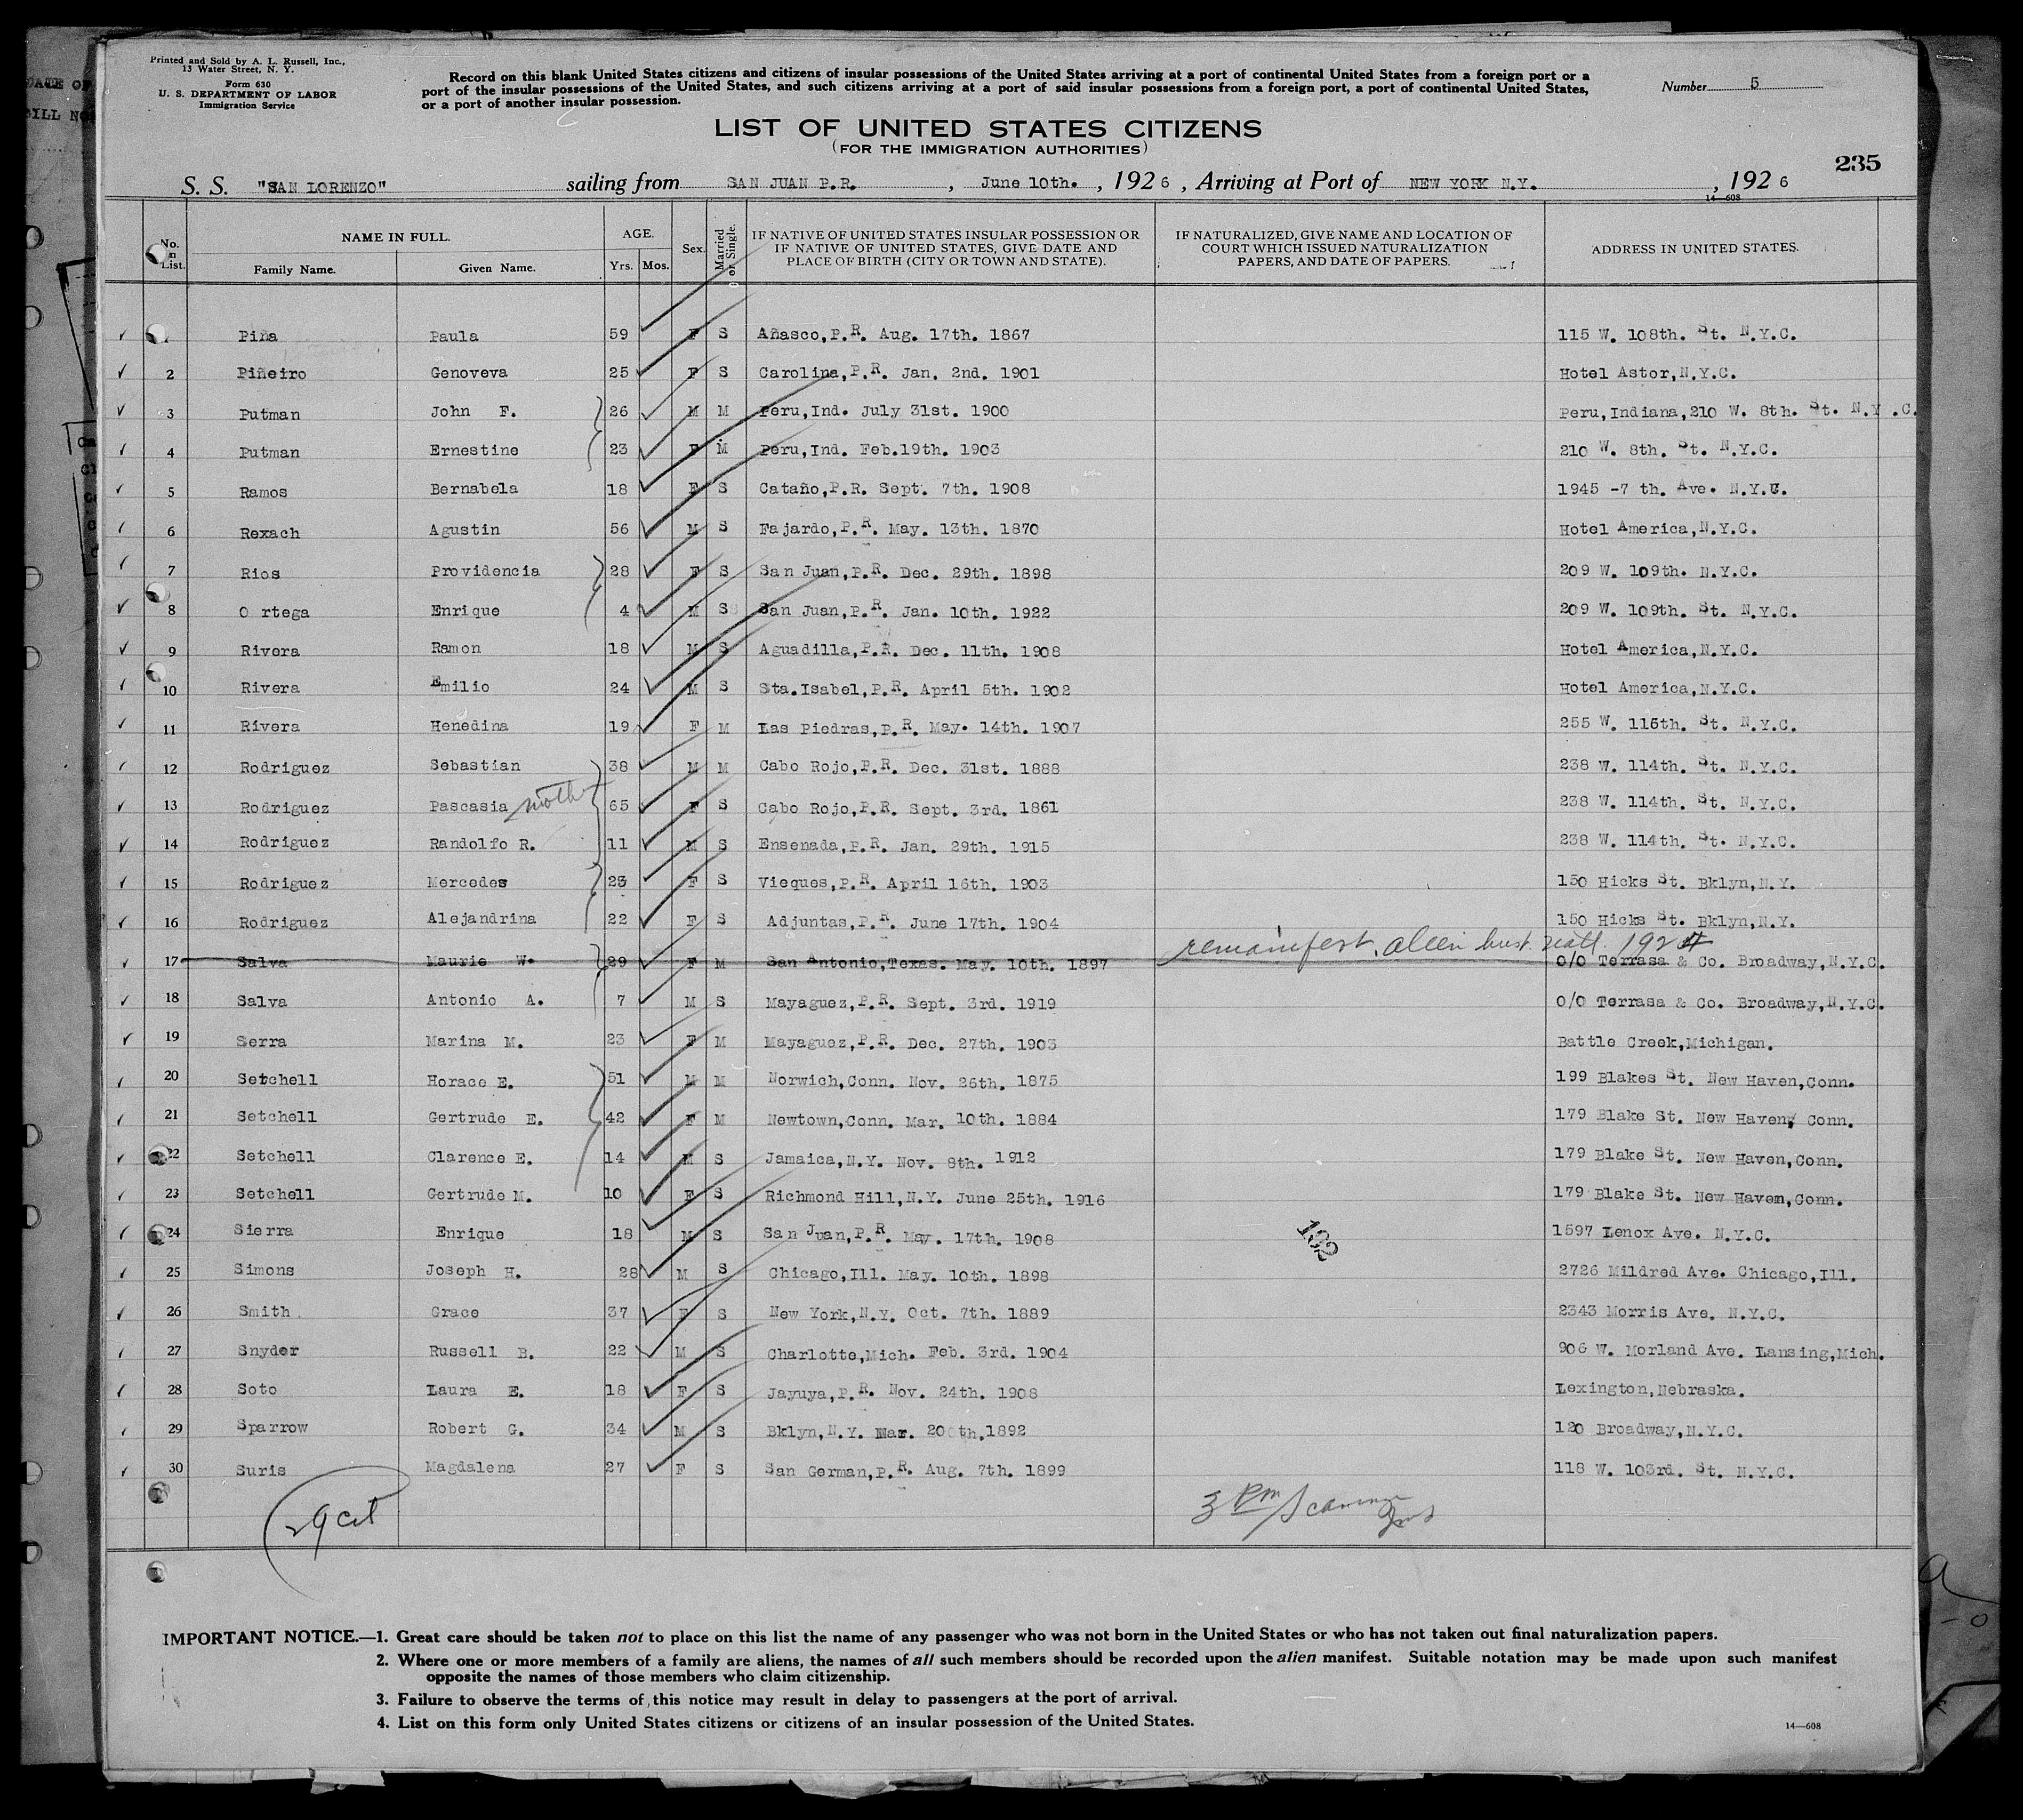 Printed and Sold by A. L. Russell, Inc.,
13 Water Street, N. Y.
Form 630
U. S. DEPARTMENT OF LABOR
Immigration Service
Record on this blank United States citizens and citizens of insular possessions of the United States arriving at a port of continental United States from a foreign port or a
port of the insular possessions of the United States, and such citizens arriving at a port of said insular possessions from a foreign port, a port of continental United States,
or a port of another insular possession.
Number 5
LIST OF UNITED STATES CITIZENS
(FOR THE IMMIGRATION AUTHORITIES)
235
S. S. "SAN LORENZO" sailing from SAN JUAN P.R. , June 10th. , 1926 , Arriving at Port of NEW YORK N.Y. , 1926
14—608
No. in List. NAME IN FULL. Family Name. Given Name. AGE. Yrs. Mos. Sex. Married or Single. IF NATIVE OF UNITED STATES INSULAR POSSESSION OR IF NATIVE OF UNITED STATES, GIVE DATE AND PLACE OF BIRTH (CITY OR TOWN AND STATE). IF NATURALIZED, GIVE NAME AND LOCATION OF COURT WHICH ISSUED NATURALIZATION PAPERS, AND DATE OF PAPERS. ADDRESS IN UNITED STATES.
Piña Paula 59 F S Añasco,P.R. Aug. 17th. 1867 115 W. 108th. St. N.Y.C.
2 Piñeiro Genoveva 25 F S Carolina,P.R. Jan. 2nd. 1901 Hotel Astor,N.Y.C.
3 Putman John F. 26 M M Peru,Ind. July 31st. 1900 Peru,Indiana,210 W. 8th. St. N.Y.C.
4 Putman Ernestine 23 F M Peru,Ind. Feb.19th. 1903 210 W. 8th. St. N.Y.C.
5 Ramos Bernabela 18 F S Cataño,P.R. Sept. 7th. 1908 1945 -7 th. Ave. N.Y.C.
6 Rexach Agustin 56 M S Fajardo,P.R. May. 13th. 1870 Hotel America,N.Y.C.
7 Rios Providencia 28 F S San Juan,P.R. Dec. 29th. 1898 209 W. 109th. N.Y.C.
8 O rtega Enrique 4 M S San Juan,P.R. Jan. 10th. 1922 209 W. 109th. St. N.Y.C.
9 Rivera Ramon 18 M S Aguadilla,P.R. Dec. 11th. 1908 Hotel America,N.Y.C.
10 Rivera Emilio 24 M S Sta.Isabel,P.R. April 5th. 1902 Hotel America,N.Y.C.
11 Rivera Henedina 19 F M Las Piedras,P.R. May. 14th. 1907 255 W. 115th. St. N.Y.C.
12 Rodriguez Sebastian 38 M M Cabo Rojo,P.R. Dec. 31st. 1888 238 W. 114th. St. N.Y.C.
13 Rodriguez Pascasia mother 65 F S Cabo Rojo,P.R. Sept. 3rd. 1861 238 W. 114th. St. N.Y.C.
14 Rodriguez Randolfo R. 11 M S Ensenada,P.R. Jan. 29th. 1915 238 W. 114th. St. N.Y.C.
15 Rodriguez Mercedes 23 F S Vieques,P.R. April 16th. 1903 150 Hicks St. Bklyn,N.Y.
16 Rodriguez Alejandrina 22 F S Adjuntas,P.R. June 17th. 1904 150 Hicks St. Bklyn,N.Y.
remanifest. alien hust. natl. 1924
17 Salva Maurie W. 29 F M San Antonio,Texas. May. 10th. 1897 0/0 Terrasa & Co. Broadway,N.Y.C.
18 Salva Antonio A. 7 M S Mayaguez,P.R. Sept. 3rd. 1919 0/0 Terrasa & Co. Broadway,N.Y.C.
19 Serra Marina M. 23 F M Mayaguez,P.R. Dec. 27th. 1903 Battle Creek,Michigan.
20 Setchell Horace E. 51 M M Norwich,Conn. Nov. 26th. 1875 199 Blakes St. New Haven,Conn.
21 Setchell Gertrude E. 42 F M Newtown,Conn. Mar. 10th. 1884 179 Blake St. New Haven, Conn.
22 Setchell Clarence E. 14 M S Jamaica,N.Y. Nov. 8th. 1912 179 Blake St. New Haven,Conn.
23 Setchell Gertrude M. 10 F S Richmond Hill,N.Y. June 25th. 1916 179 Blake St. New Haven,Conn.
24 Sierra Enrique 18 M S San Juan,P.R. May. 17th. 1908 132 1597 Lenox Ave. N.Y.C.
25 Simons Joseph H. 28 M S Chicago,Ill. May. 10th. 1898 2726 Mildred Ave. Chicago,Ill.
26 Smith Grace 37 F S New York,N.Y. Oct. 7th. 1889 2343 Morris Ave. N.Y.C.
27 Snyder Russell B. 22 M S Charlotte,Mich. Feb. 3rd. 1904 906 W. Morland Ave. Lansing,Mich.
28 Soto Laura E. 18 F S Jayuya,P.R. Nov. 24th. 1908 Lexington,Nebraska.
29 Sparrow Robert G. 34 M S Bklyn,N.Y. Mar. 20th,1892 120 Broadway,N.Y.C.
30 Suris Magdalena 27 F S San German,P.R. Aug. 7th. 1899 118 W. 103rd. St. N.Y.C.
29 cit
3 Pm
IMPORTANT NOTICE.—1. Great care should be taken not to place on this list the name of any passenger who was not born in the United States or who has not taken out final naturalization papers.
2. Where one or more members of a family are aliens, the names of all such members should be recorded upon the alien manifest. Suitable notation may be made upon such manifest
opposite the names of those members who claim citizenship.
3. Failure to observe the terms of this notice may result in delay to passengers at the port of arrival.
4. List on this form only United States citizens or citizens of an insular possession of the United States.
14—608